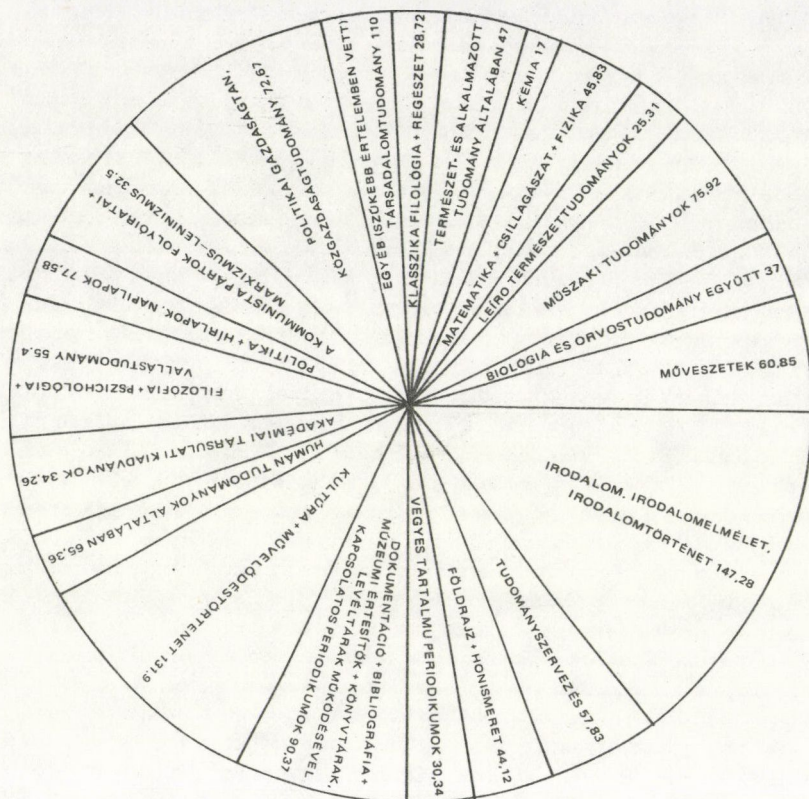 EGYÉB (SZŰKEBB ÉRTELEMBEN VETT)
TÁRSADALOMTUDOMÁNY 110
KLASSZIKA FILOLÓGIA + RÉGÉSZET 28,72
TERMÉSZET- ÉS ALKALMAZOTT
TUDOMÁNY ÁLTALÁBAN 47
KÉMIA 17
MATEMATIKA + CSILLAGÁSZAT + FIZIKA 45,83
LEÍRÓ TERMÉSZETTUDOMÁNYOK 25,31
MŰSZAKI TUDOMÁNYOK 75,92
BIOLÓGIA ÉS ORVOSTUDOMÁNY EGYÜTT 37
MŰVÉSZETEK 60,85
IRODALOM, IRODALOMELMÉLET,
IRODALOMTÖRTÉNET 147,28
TUDOMÁNYSZERVEZÉS 57,83
FÖLDRAJZ + HONISMERET 44,12
VEGYES TARTALMU PERIODIKUMOK 30,34
DOKUMENTÁCIÓ + BIBLIOGRÁFIA +
MÚZEUMI ÉRTESÍTŐK + KÖNYVTÁRAK,
LEVÉLTÁRAK MŰKÖDÉSÉVEL
KAPCSOLATOS PERIODIKUMOK 90,37
KULTÚRA + MŰVELŐDÉSTÖRTÉNET 131,9
HUMÁN TUDOMÁNYOK ÁLTALÁBAN 65,36
AKADÉMIAI TÁRSULATI KIADVÁNYOK 34,26
FILOZÓFIA + PSZICHOLÓGIA +
VALLÁSTUDOMÁNY 55,4
POLITIKA + HÍRLAPOK, NAPILAPOK 77,58
A KOMMUNISTA PÁRTOK FOLYÓIRATAI +
MARXIZMUS–LENINIZMUS 32,5
POLITIKAI GAZDASÁGTAN,
KÖZGAZDASÁGTUDOMÁNY 72,67